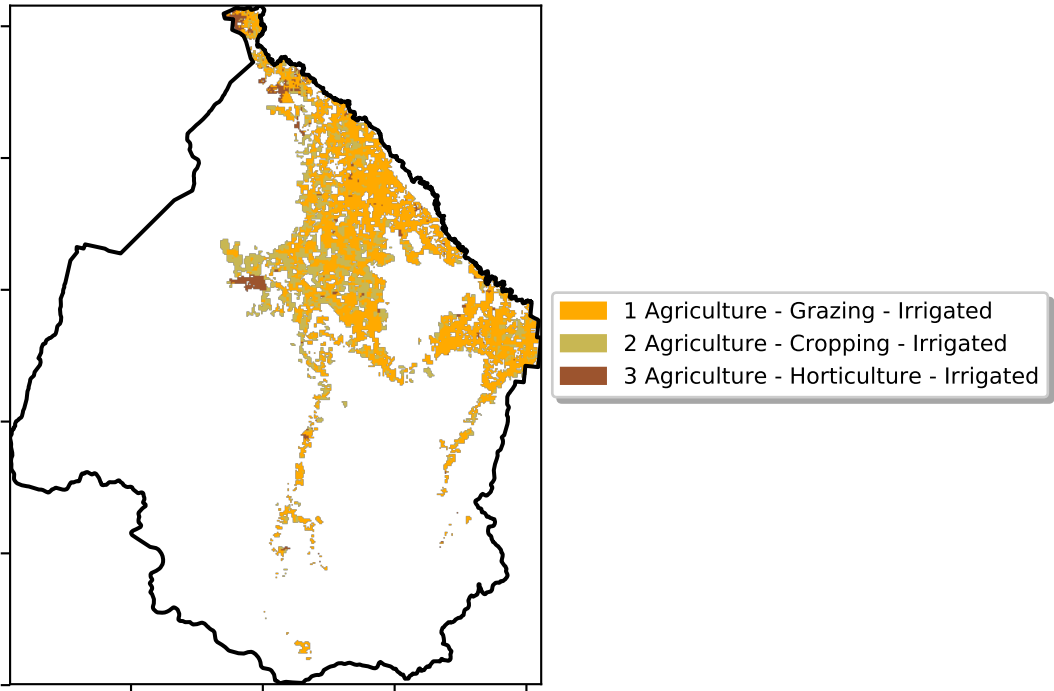 1 Agriculture - Grazing - Irrigated
2 Agriculture - Cropping - Irrigated
3 Agriculture - Horticulture - Irrigated